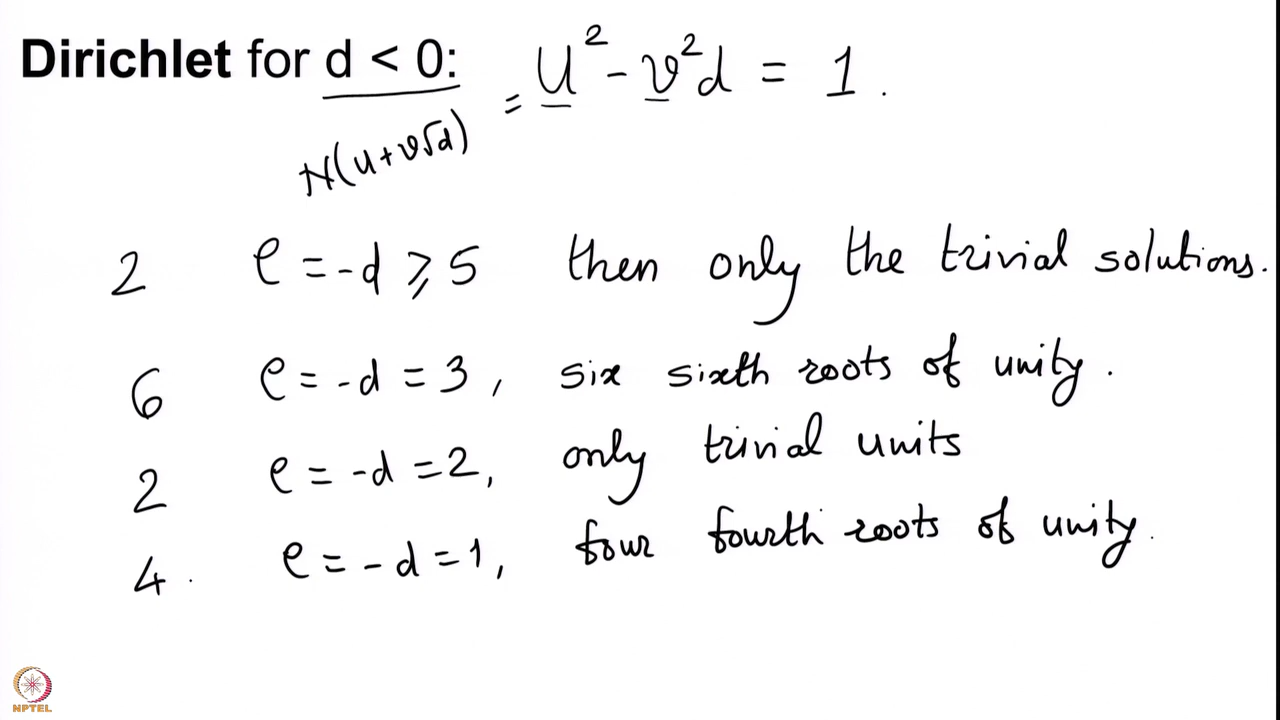 Dirichlet for d < 0: = u² - v²d = 1.
N(u+v√d)
2 e = -d ⩾ 5 then only the trivial solutions.
6 e = -d = 3, six sixth roots of unity.
2 e = -d = 2, only trivial units
4. e = -d = 1, four fourth roots of unity.
NPTEL